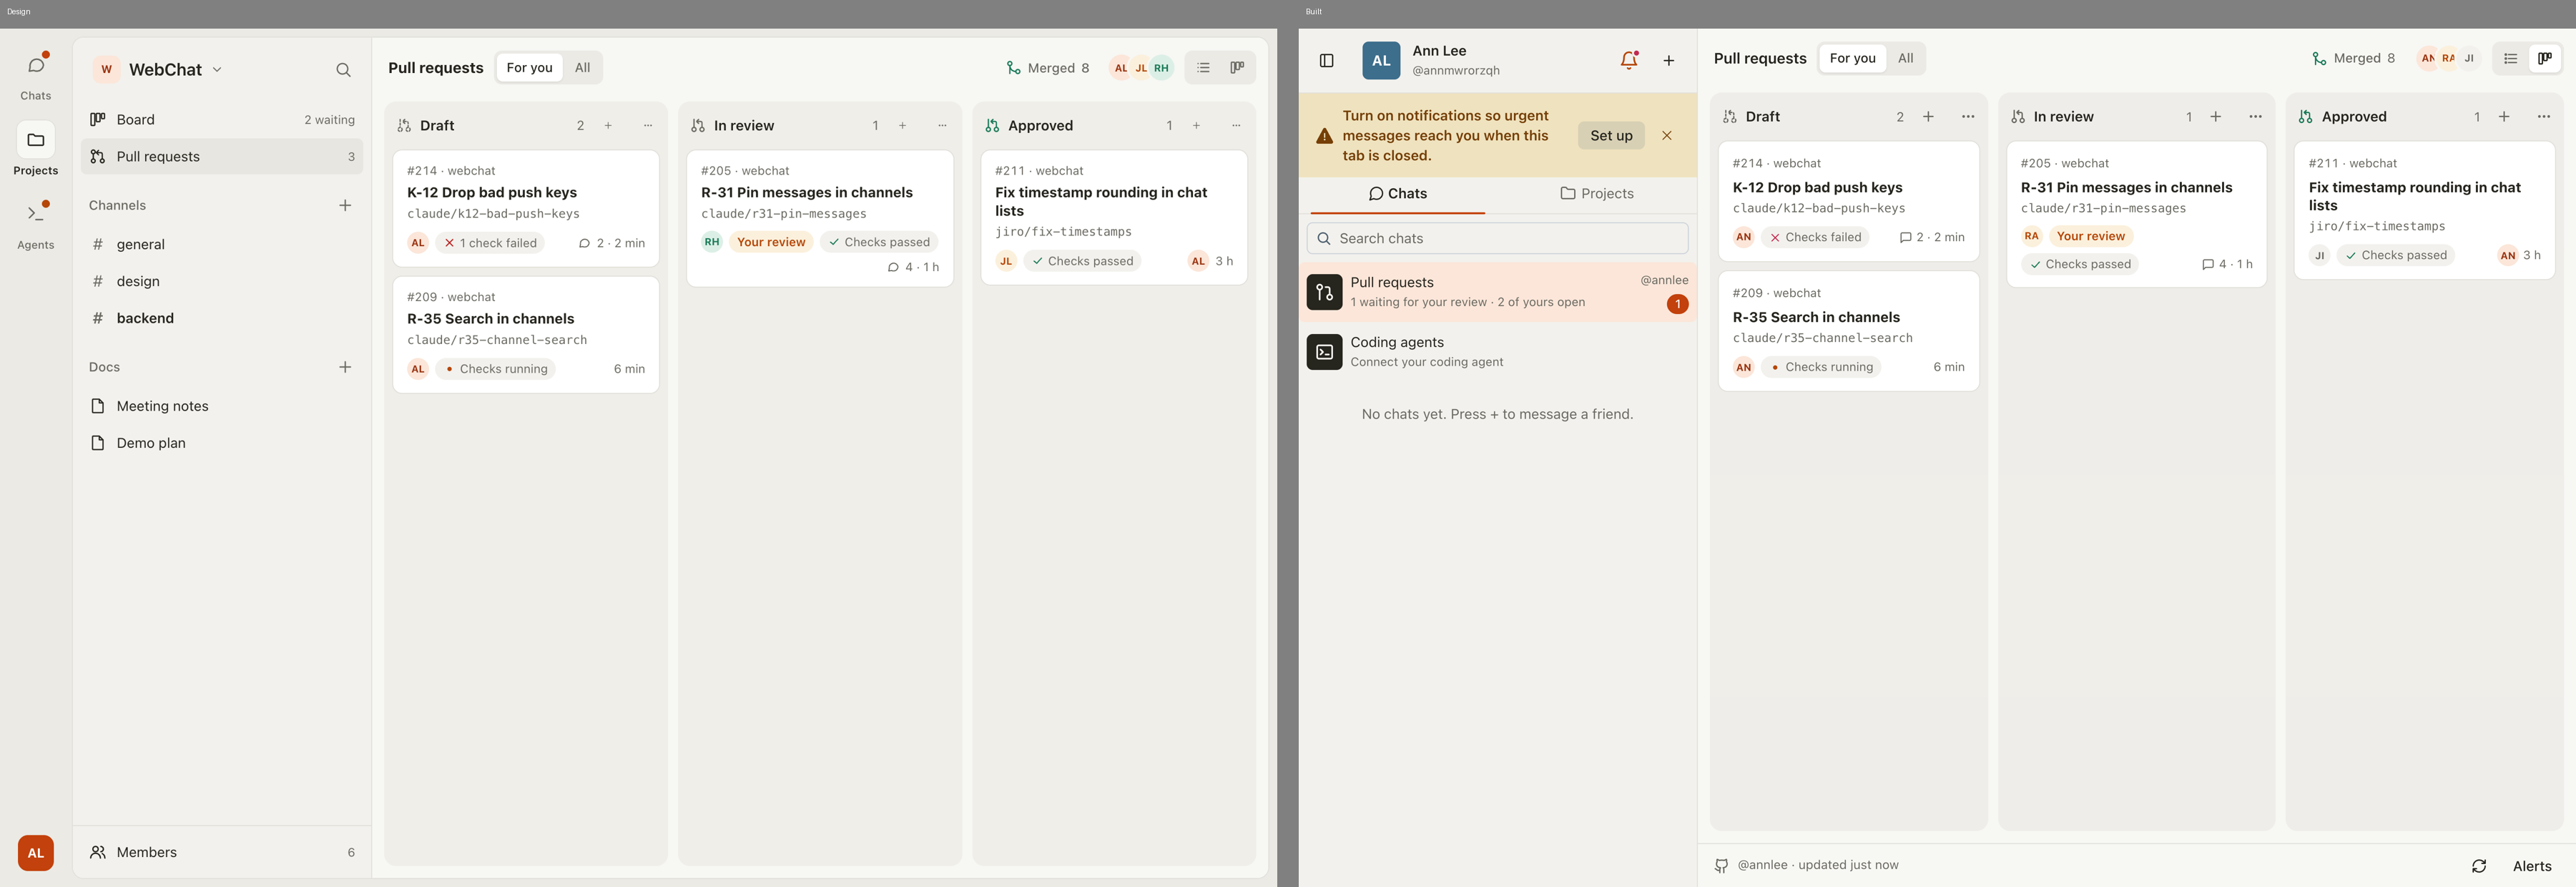 Design
Chats
Projects
Agents
AL
W WebChat
Board 2 waiting
Pull requests 3
Channels
# general
# design
# backend
Docs
Meeting notes
Demo plan
Members 6
Pull requests For you All
Merged 8 AL JL RH
Draft 2
#214 · webchat
K-12 Drop bad push keys
claude/k12-bad-push-keys
AL 1 check failed 2 · 2 min
#209 · webchat
R-35 Search in channels
claude/r35-channel-search
AL Checks running 6 min
In review 1
#205 · webchat
R-31 Pin messages in channels
claude/r31-pin-messages
RH Your review Checks passed
4 · 1 h
Approved 1
#211 · webchat
Fix timestamp rounding in chat
lists
jiro/fix-timestamps
JL Checks passed AL 3 h
Built
AL Ann Lee
@annmwrorzqh
Turn on notifications so urgent
messages reach you when this
tab is closed.
Set up
Chats Projects
Search chats
Pull requests @annlee
1 waiting for your review · 2 of yours open 1
Coding agents
Connect your coding agent
No chats yet. Press + to message a friend.
Pull requests For you All
Merged 8 AN RA JI
Draft 2
#214 · webchat
K-12 Drop bad push keys
claude/k12-bad-push-keys
AN Checks failed 2 · 2 min
#209 · webchat
R-35 Search in channels
claude/r35-channel-search
AN Checks running 6 min
In review 1
#205 · webchat
R-31 Pin messages in channels
claude/r31-pin-messages
RA Your review
Checks passed 4 · 1 h
Approved 1
#211 · webchat
Fix timestamp rounding in chat
lists
jiro/fix-timestamps
JI Checks passed AN 3 h
@annlee · updated just now
Alerts